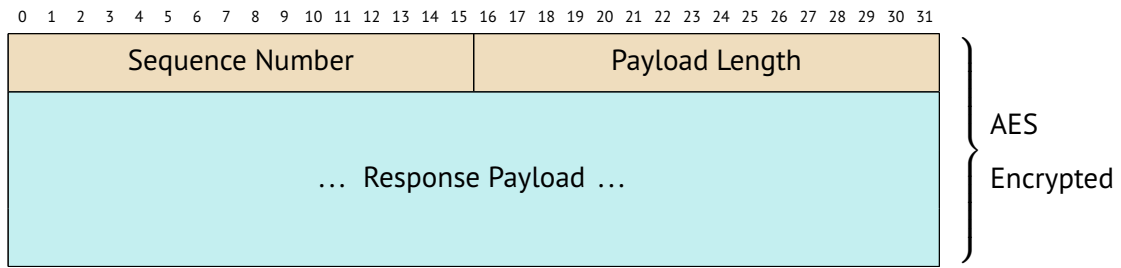 0 1 2 3 4 5 6 7 8 9 10 11 12 13 14 15 16 17 18 19 20 21 22 23 24 25 26 27 28 29 30 31
Sequence Number Payload Length
AES
... Response Payload ...
Encrypted